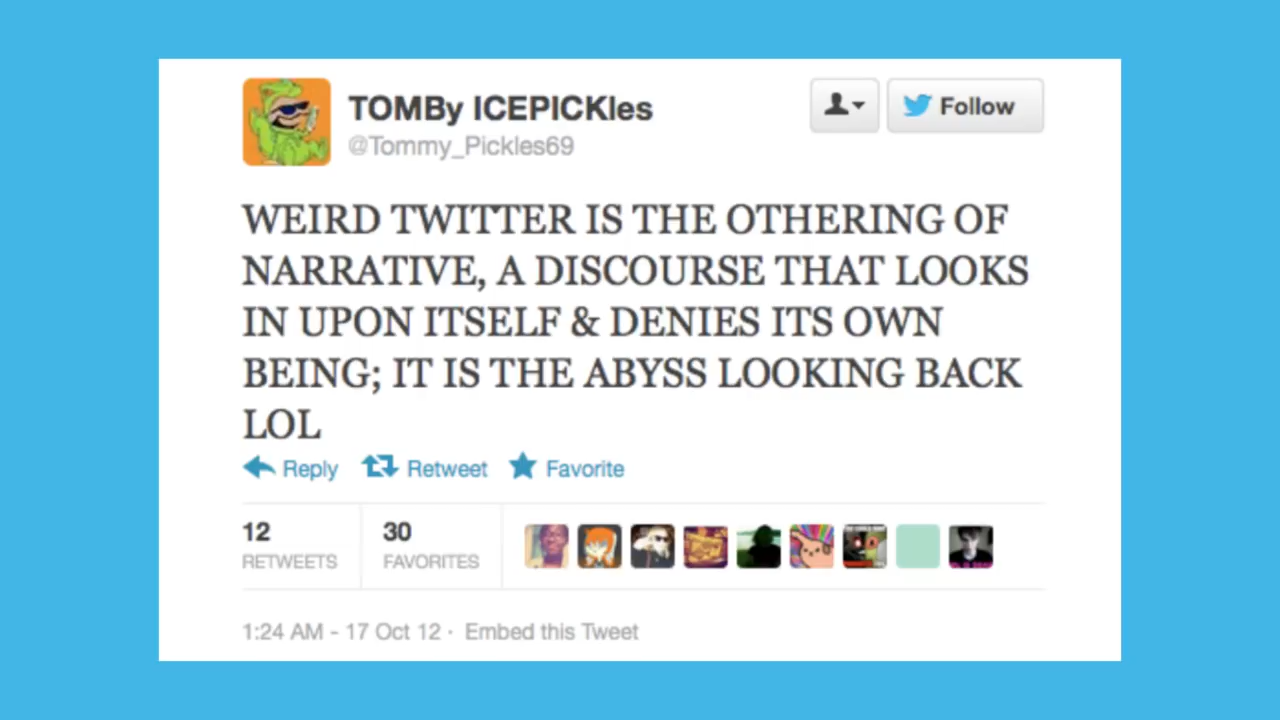 TOMBy ICEPICKles
@Tommy_Pickles69
Follow
WEIRD TWITTER IS THE OTHERING OF
NARRATIVE, A DISCOURSE THAT LOOKS
IN UPON ITSELF & DENIES ITS OWN
BEING; IT IS THE ABYSS LOOKING BACK
LOL
Reply Retweet Favorite
12 30
RETWEETS FAVORITES
1:24 AM - 17 Oct 12 · Embed this Tweet